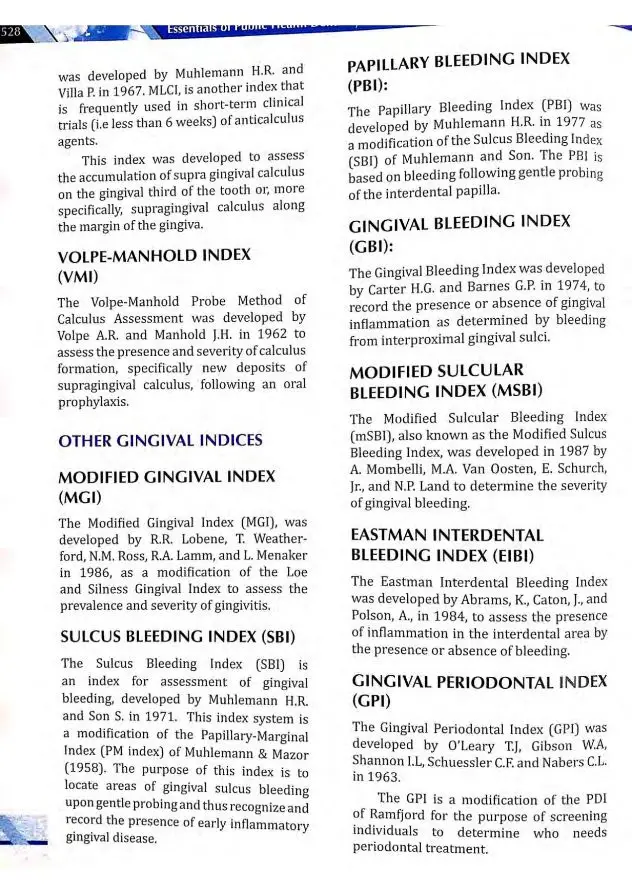 528
Essentials of Public Health Den
was developed by Muhlemann H.R. and
Villa P. in 1967. MLCI, is another index that
is frequently used in short-term clinical
trials (i.e less than 6 weeks) of anticalculus
agents.
This index was developed to assess
the accumulation of supra gingival calculus
on the gingival third of the tooth or, more
specifically, supragingival calculus along
the margin of the gingiva.
VOLPE-MANHOLD INDEX
(VMI)
The Volpe-Manhold Probe Method of
Calculus Assessment was developed by
Volpe A.R. and Manhold J.H. in 1962 to
assess the presence and severity of calculus
formation, specifically new deposits of
supragingival calculus, following an oral
prophylaxis.
OTHER GINGIVAL INDICES
MODIFIED GINGIVAL INDEX
(MGI)
The Modified Gingival Index (MGI), was
developed by R.R. Lobene, T. Weather-
ford, N.M. Ross, R.A. Lamm, and L. Menaker
in 1986, as a modification of the Loe
and Silness Gingival Index to assess the
prevalence and severity of gingivitis.
SULCUS BLEEDING INDEX (SBI)
The Sulcus Bleeding Index (SBI) is
an index for assessment of gingival
bleeding, developed by Muhlemann H.R.
and Son S. in 1971. This index system is
a modification of the Papillary-Marginal
Index (PM index) of Muhlemann & Mazor
(1958). The purpose of this index is to
locate areas of gingival sulcus bleeding
upon gentle probing and thus recognize and
record the presence of early inflammatory
gingival disease.
PAPILLARY BLEEDING INDEX
(PBI):
The Papillary Bleeding Index (PBI) was
developed by Muhlemann H.R. in 1977 as
a modification of the Sulcus Bleeding Index
(SBI) of Muhlemann and Son. The PBI is
based on bleeding following gentle probing
of the interdental papilla.
GINGIVAL BLEEDING INDEX
(GBI):
The Gingival Bleeding Index was developed
by Carter H.G. and Barnes G.P. in 1974, to
record the presence or absence of gingival
inflammation as determined by bleeding
from interproximal gingival sulci.
MODIFIED SULCULAR
BLEEDING INDEX (MSBI)
The Modified Sulcular Bleeding Index
(mSBI), also known as the Modified Sulcus
Bleeding Index, was developed in 1987 by
A. Mombelli, M.A. Van Oosten, E. Schurch,
Jr., and N.P. Land to determine the severity
of gingival bleeding.
EASTMAN INTERDENTAL
BLEEDING INDEX (EIBI)
The Eastman Interdental Bleeding Index
was developed by Abrams, K., Caton, J., and
Polson, A., in 1984, to assess the presence
of inflammation in the interdental area by
the presence or absence of bleeding.
GINGIVAL PERIODONTAL INDEX
(GPI)
The Gingival Periodontal Index (GPI) was
developed by O'Leary T.J, Gibson W.A,
Shannon I.L, Schuessler C.F. and Nabers C.L.
in 1963.
The GPI is a modification of the PDI
of Ramfjord for the purpose of screening
individuals to determine who needs
periodontal treatment.